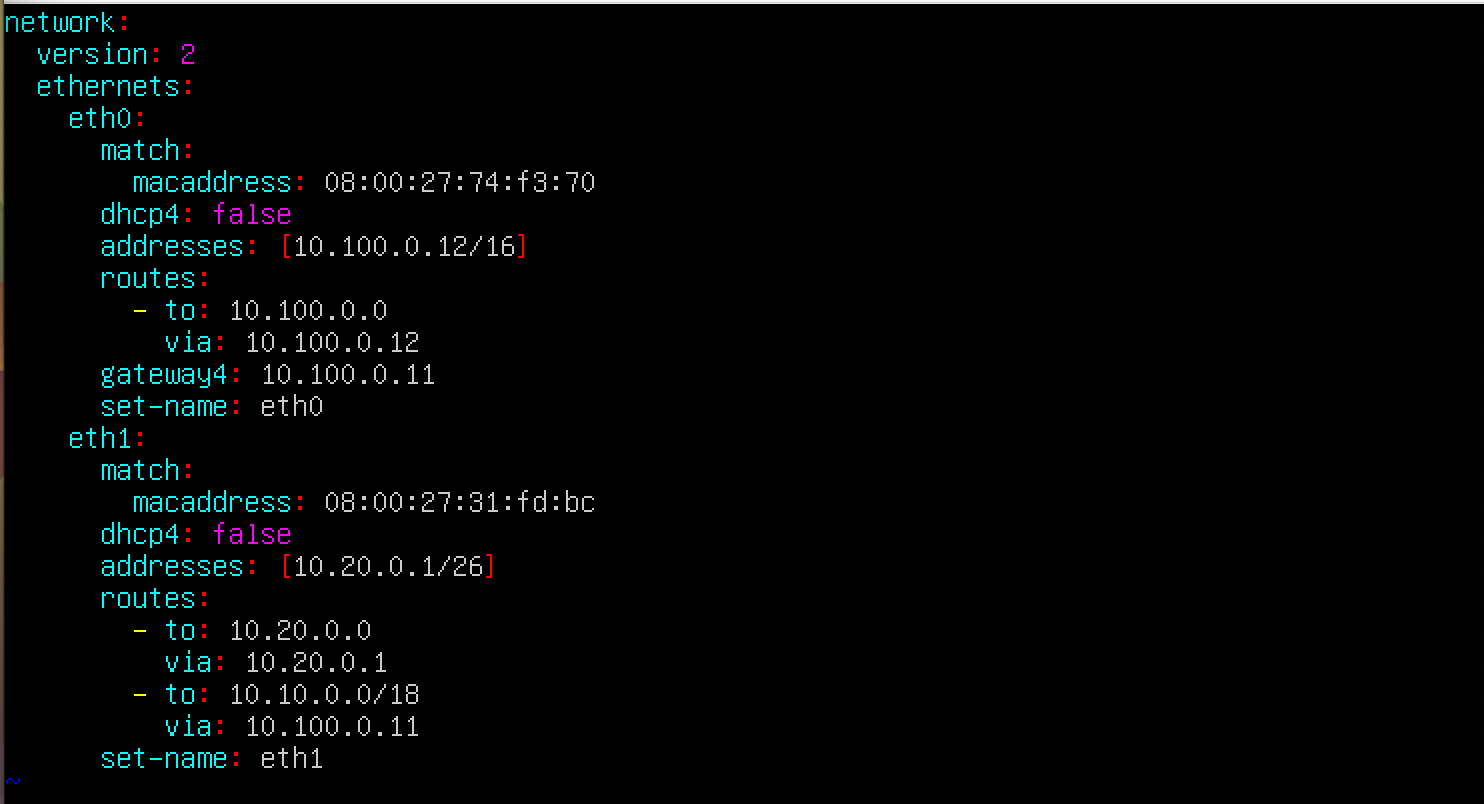 network:
  version: 2
  ethernets:
    eth0:
      match:
        macaddress: 08:00:27:74:f3:70
      dhcp4: false
      addresses: [10.100.0.12/16]
      routes:
        - to: 10.100.0.0
          via: 10.100.0.12
      gateway4: 10.100.0.11
      set-name: eth0
    eth1:
      match:
        macaddress: 08:00:27:31:fd:bc
      dhcp4: false
      addresses: [10.20.0.1/26]
      routes:
        - to: 10.20.0.0
          via: 10.20.0.1
        - to: 10.10.0.0/18
          via: 10.100.0.11
      set-name: eth1
~